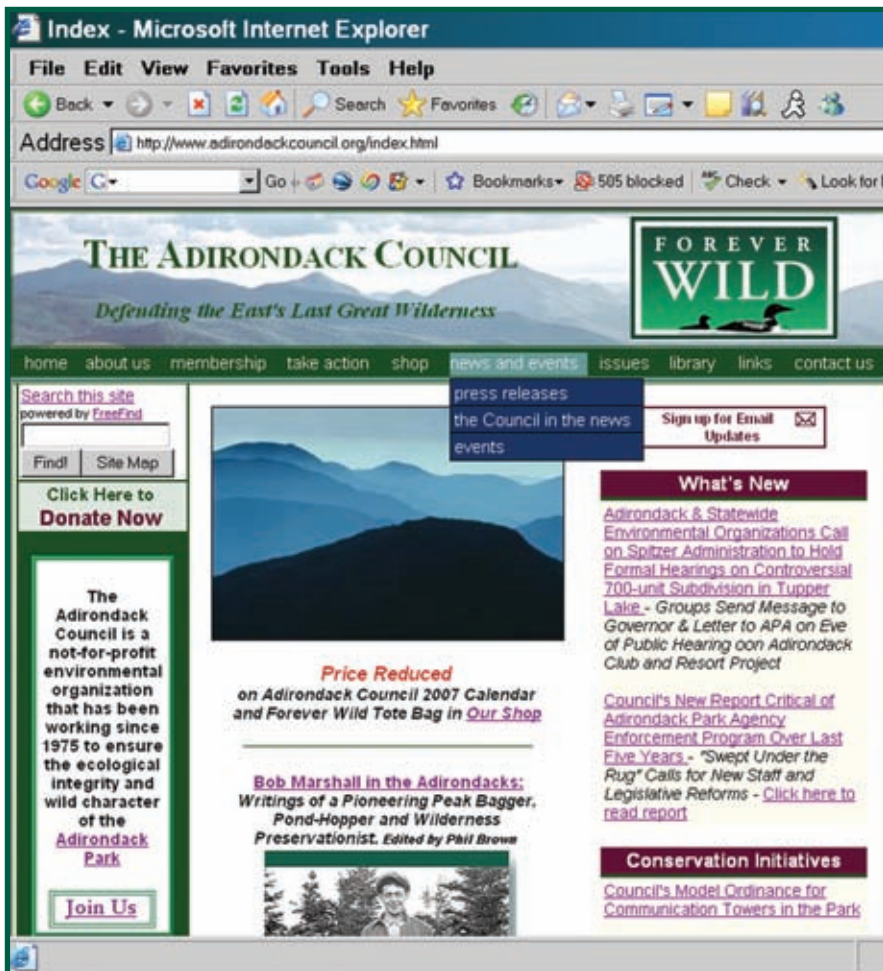 Index - Microsoft Internet Explorer
File Edit View Favorites Tools Help
Back Search Favorites
Address http://www.adirondackcouncil.org/index.html
Google G Go Bookmarks 505 blocked ABC Check Look for
THE ADIRONDACK COUNCIL
Defending the East's Last Great Wilderness
FOREVER
WILD
home about us membership take action shop news and events issues library links contact us
press releases
the Council in the news
events
Search this site
powered by FreeFind
Find! Site Map
Click Here to
Donate Now
The
Adirondack
Council is a
not-for-profit
environmental
organization
that has been
working since
1975 to ensure
the ecological
integrity and
wild character
of the
Adirondack
Park
Join Us
Price Reduced
on Adirondack Council 2007 Calendar
and Forever Wild Tote Bag in Our Shop
Bob Marshall in the Adirondacks:
Writings of a Pioneering Peak Bagger,
Pond-Hopper and Wilderness
Preservationist. Edited by Phil Brown
Sign up for Email
Updates
What's New
Adirondack & Statewide
Environmental Organizations Call
on Spitzer Administration to Hold
Formal Hearings on Controversial
700-unit Subdivision in Tupper
Lake - Groups Send Message to
Governor & Letter to APA on Eve
of Public Hearing oon Adirondack
Club and Resort Project
Council's New Report Critical of
Adirondack Park Agency
Enforcement Program Over Last
Five Years - "Swept Under the
Rug" Calls for New Staff and
Legislative Reforms - Click here to
read report
Conservation Initiatives
Council's Model Ordinance for
Communication Towers in the Park